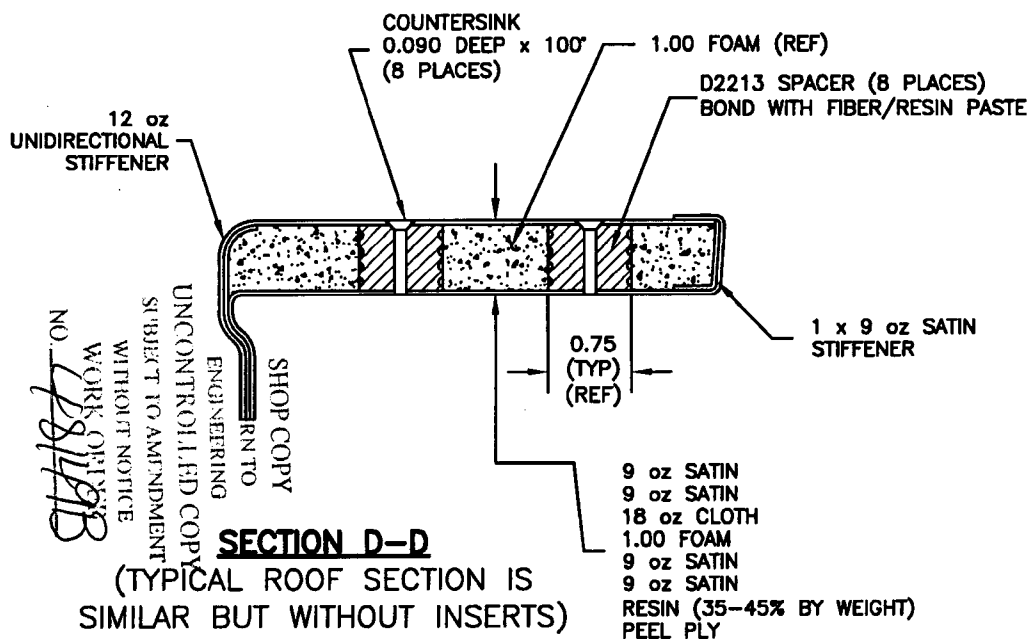 COUNTERSINK
0.090 DEEP x 100°
(8 PLACES)
1.00 FOAM (REF)
D2213 SPACER (8 PLACES)
BOND WITH FIBER/RESIN PASTE
12 oz
UNIDIRECTIONAL
STIFFENER
1 x 9 oz SATIN
STIFFENER
0.75
(TYP)
(REF)
9 oz SATIN
9 oz SATIN
18 oz CLOTH
1.00 FOAM
9 oz SATIN
9 oz SATIN
RESIN (35-45% BY WEIGHT)
PEEL PLY
SHOP COPY
RN TO
ENGINEERING
UNCONTROLLED COPY
SUBJECT TO AMENDMENT
WITHOUT NOTICE
WORK
NO.
SECTION D-D
(TYPICAL ROOF SECTION IS
SIMILAR BUT WITHOUT INSERTS)